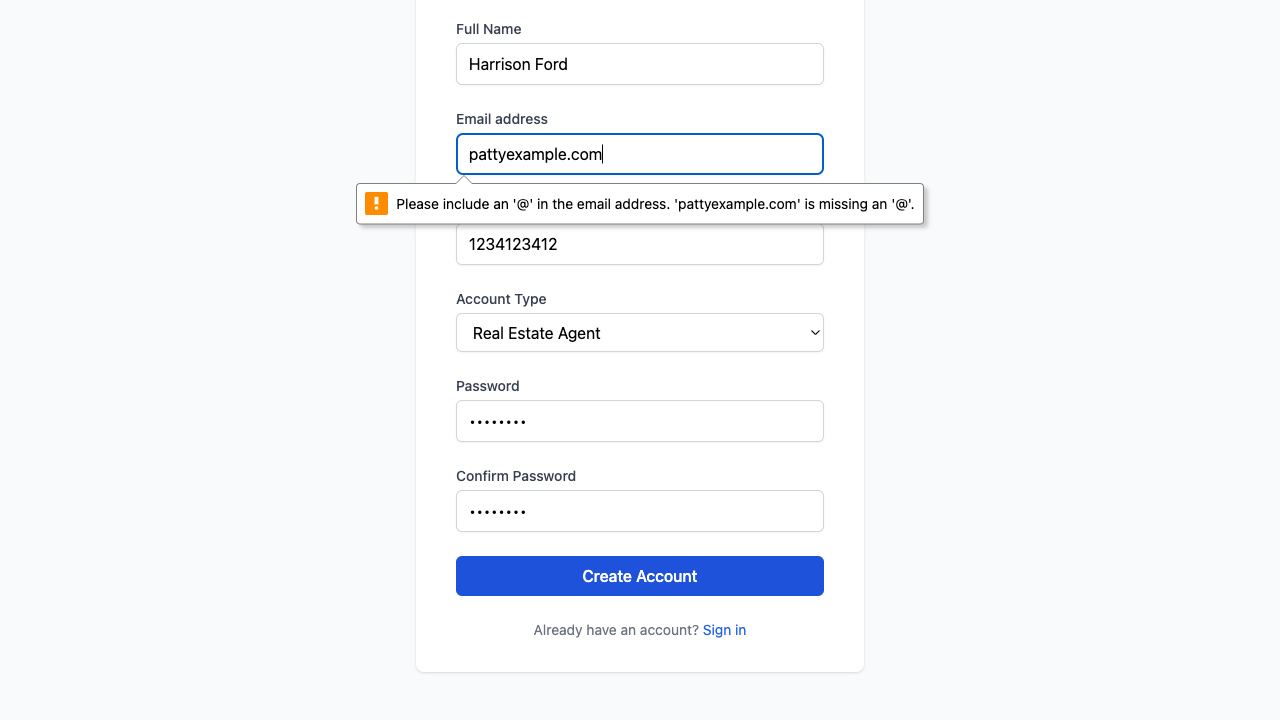 Full Name
Harrison Ford
Email address
pattyexample.com
Please include an '@' in the email address. 'pattyexample.com' is missing an '@'.
1234123412
Account Type
Real Estate Agent
Password
••••••••
Confirm Password
••••••••
Create Account
Already have an account? Sign in